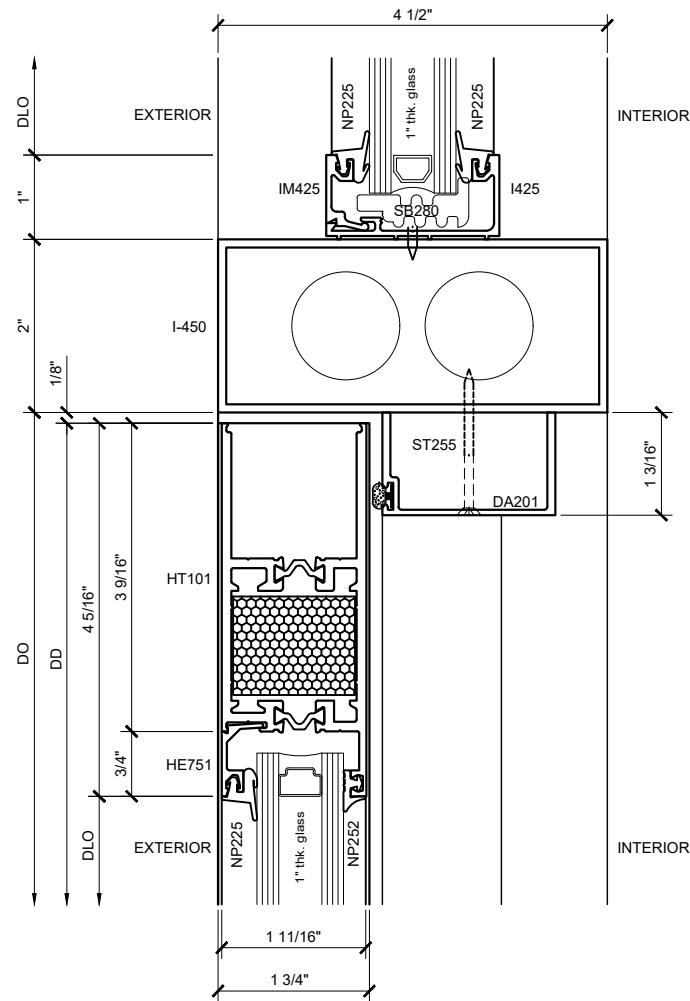 4 1/2"
DLO
EXTERIOR
NP225
1" thk. glass
NP225
INTERIOR
1"
IM425
SB280
I425
2"
I-450
1/8"
ST255
DA201
1 3/16"
HT101
3 9/16"
4 5/16"
DD
DO
3/4"
HE751
DLO
EXTERIOR
NP225
1" thk. glass
NP252
INTERIOR
1 11/16"
1 3/4"